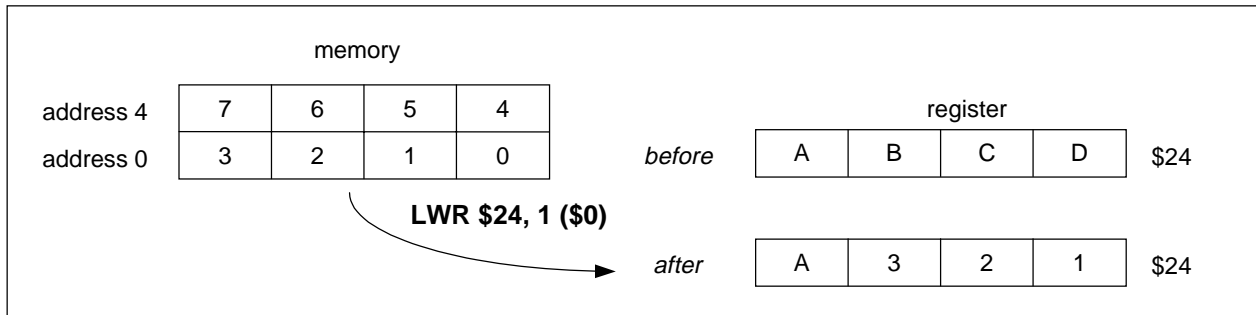 memory
address 4 7 6 5 4
register
address 0 3 2 1 0
before A B C D $24
LWR $24, 1 ($0)
after A 3 2 1 $24